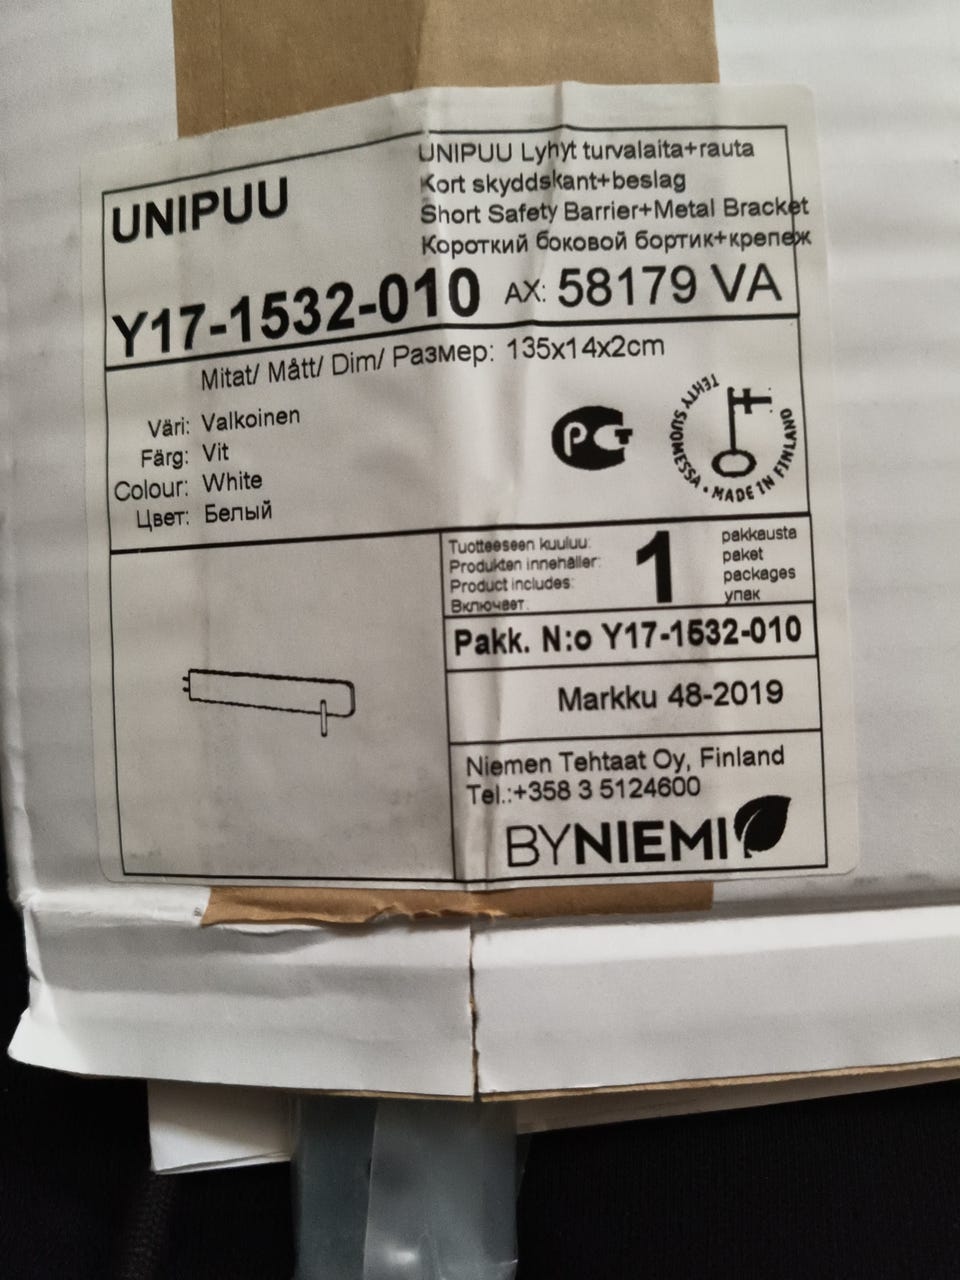 UNIPUU
UNIPUU Lyhyt turvalaita+rauta
Kort skyddskant+beslag
Short Safety Barrier+Metal Bracket
Короткий боковой бортик+крепеж
Y17-1532-010 AX: 58179 VA
Mitat/ Mått/ Dim/ Размер: 135x14x2cm
Väri: Valkoinen
Färg: Vit
Colour: White
Цвет: Белый
РСТ
TEHTY SUOMESSA • MADE IN FINLAND
Tuotteeseen kuuluu:
Produkten innehåller:
Product includes:
Включает:
1
pakkausta
paket
packages
упак
Pakk. N:o Y17-1532-010
Markku 48-2019
Niemen Tehtaat Oy, Finland
Tel.:+358 3 5124600
BYNIEMI